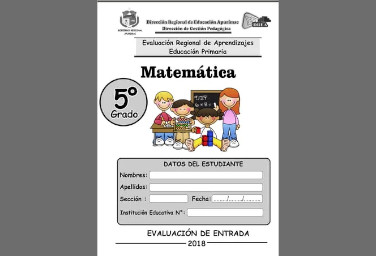 Dirección Regional de Educación Apurímac
Dirección de Gestión Pedagógica
Evaluación Regional de Aprendizajes
Educación Primaria
Matemática
5°
Grado
DATOS DEL ESTUDIANTE
Nombres:
Apellidos:
Sección :
Fecha: ..../..../........
Institución Educativa N°:
EVALUACIÓN DE ENTRADA
2018